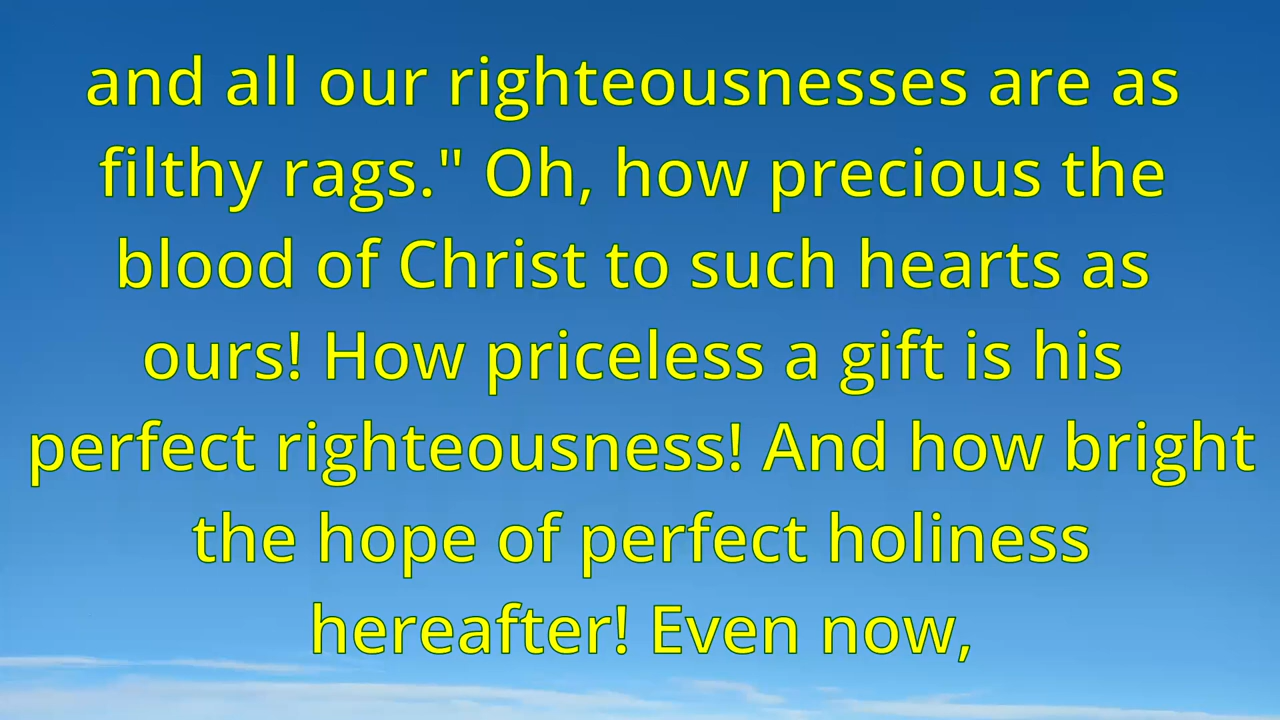 and all our righteousnesses are as
filthy rags." Oh, how precious the
blood of Christ to such hearts as
ours! How priceless a gift is his
perfect righteousness! And how bright
the hope of perfect holiness
hereafter! Even now,